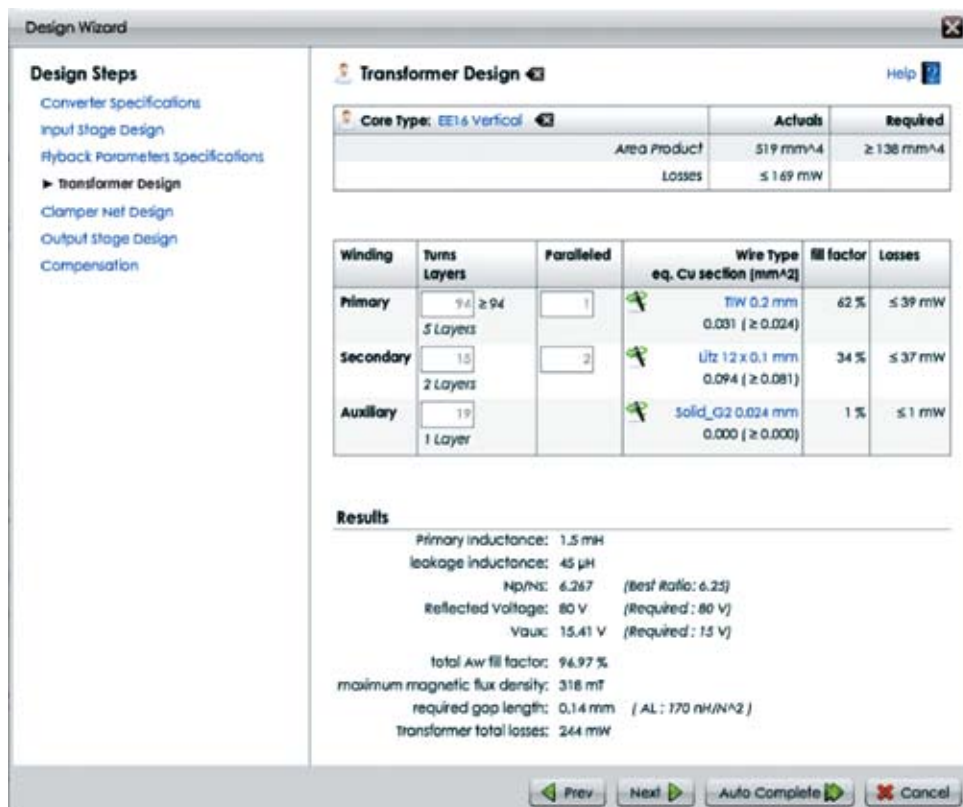 Design Wizard
Design Steps
Converter Specifications
Input Stage Design
Flyback Parameters Specifications
Transformer Design
Clamper Net Design
Output Stage Design
Compensation
Transformer Design
Help
Core Type: EE16 Vertical Actuals Required
Area Product 519 mm^4 ≥ 138 mm^4
Losses ≤ 169 mW
Winding Turns Layers Paralleled Wire Type eq. Cu section [mm^2] fill factor Losses
Primary 94 ≥ 94 1 TIW 0.2 mm 62 % ≤ 39 mW
5 Layers 0.031 ( ≥ 0.024)
Secondary 15 2 Litz 12 x 0.1 mm 34 % ≤ 37 mW
2 Layers 0.094 ( ≥ 0.081)
Auxiliary 19 Solid_G2 0.024 mm 1 % ≤ 1 mW
1 Layer 0.000 ( ≥ 0.000)
Results
Primary Inductance: 1.5 mH
leakage inductance: 45 µH
Np/Ns: 6.267 (Best Ratio: 6.25)
Reflected Voltage: 80 V (Required : 80 V)
Vaux: 15.41 V (Required : 15 V)
total Aw fill factor: 96.97 %
maximum magnetic flux density: 318 mT
required gap length: 0.14 mm ( AL : 170 nH/N^2 )
Transformer total losses: 244 mW
Prev Next Auto Complete Cancel